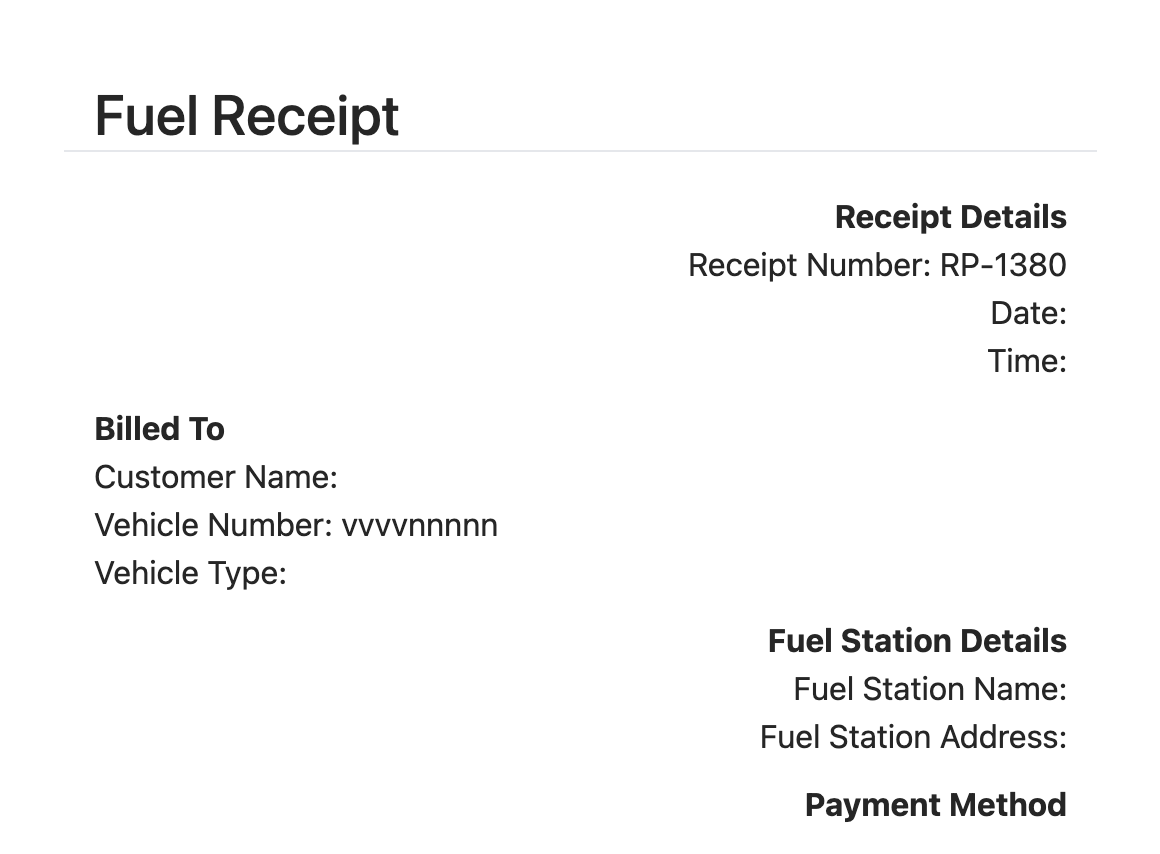 Fuel Receipt
Receipt Details
Receipt Number: RP-1380
Date:
Time:
Billed To
Customer Name:
Vehicle Number: vvvvnnnnn
Vehicle Type:
Fuel Station Details
Fuel Station Name:
Fuel Station Address:
Payment Method